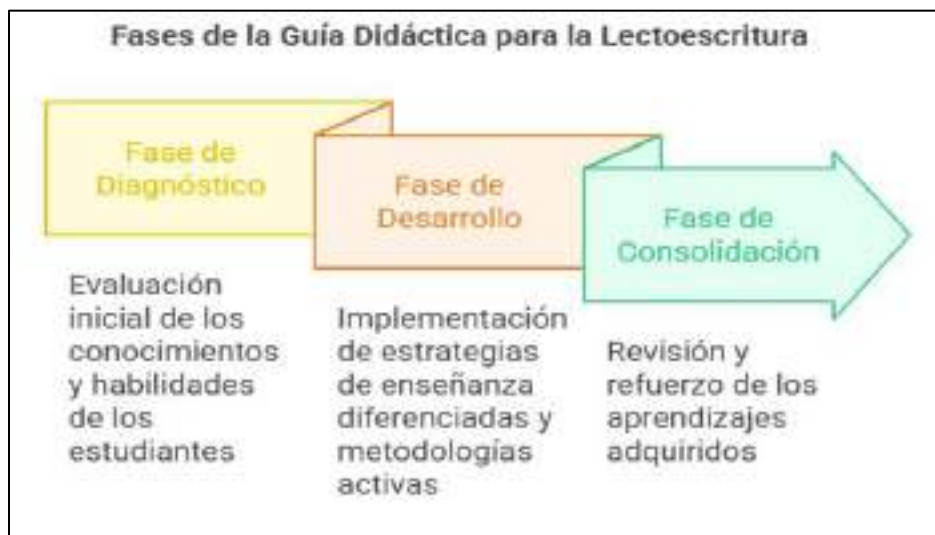 Fases de la Guía Didáctica para la Lectoescritura
Fase de
Diagnóstico
Evaluación
inicial de los
conocimientos
y habilidades
de los
estudiantes
Fase de
Desarrollo
Implementación
de estrategias
de enseñanza
diferenciadas y
metodologías
activas
Fase de
Consolidación
Revisión y
refuerzo de los
aprendizajes
adquiridos